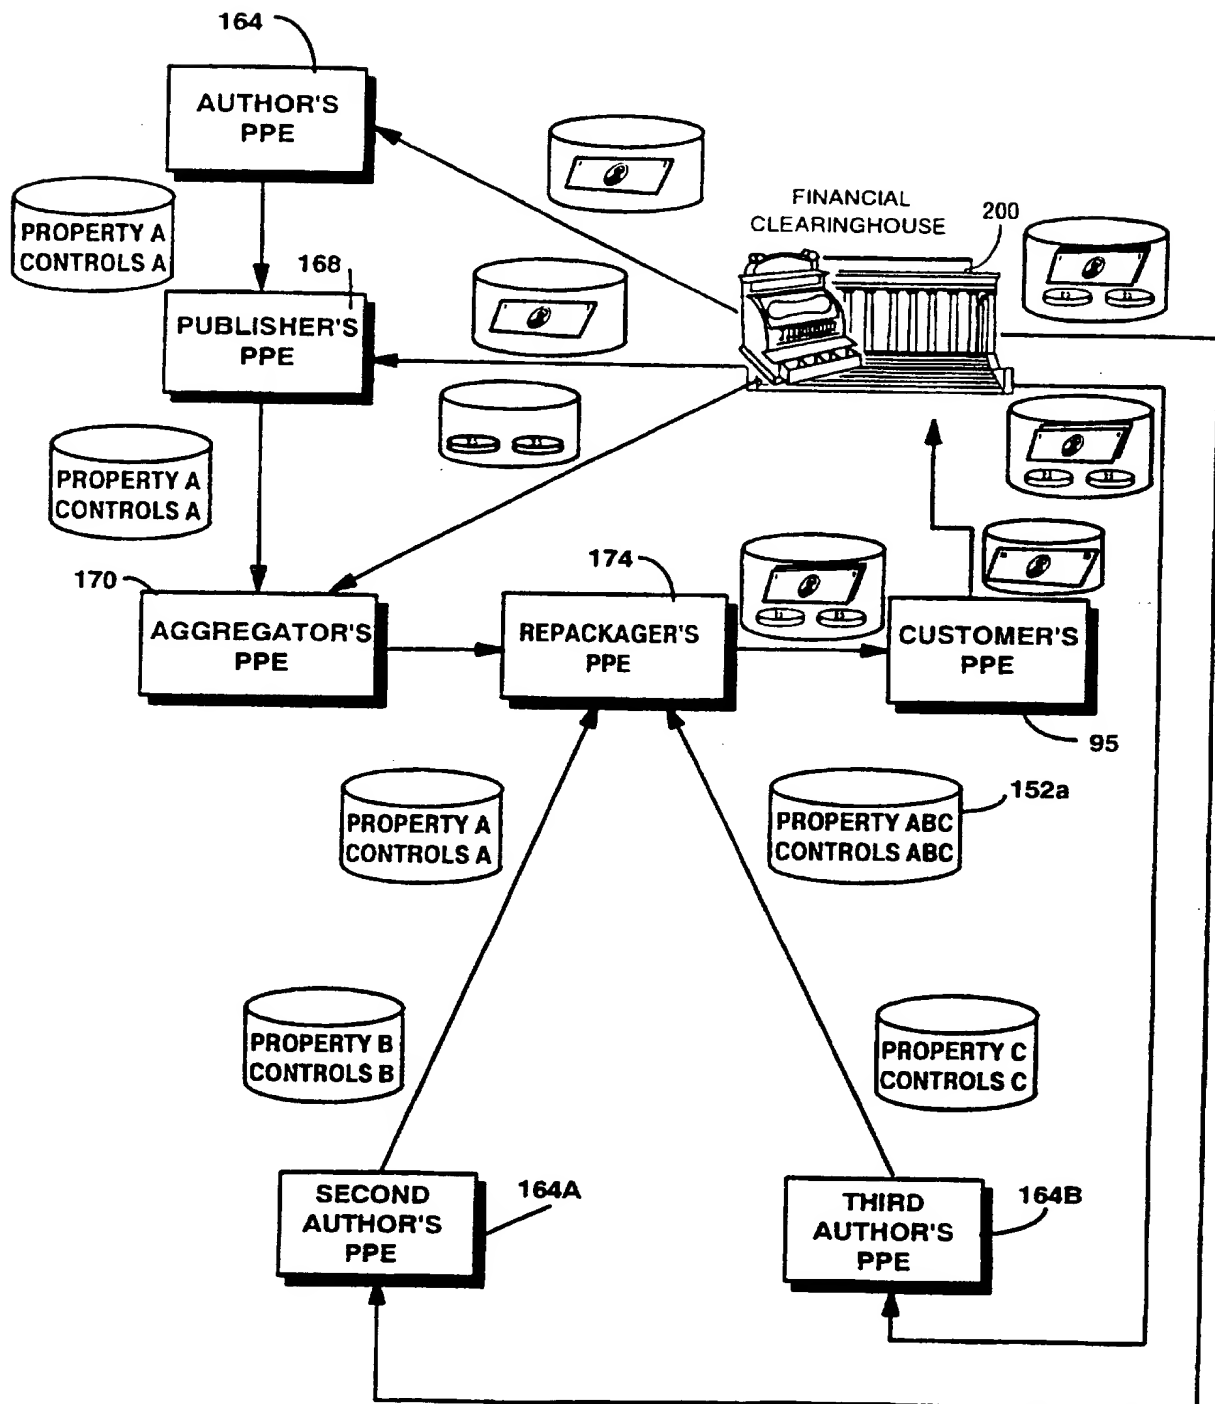 164
AUTHOR'S
PPE
PROPERTY A
CONTROLS A
168
PUBLISHER'S
PPE
FINANCIAL
CLEARINGHOUSE
200
PROPERTY A
CONTROLS A
170
AGGREGATOR'S
PPE
174
REPACKAGER'S
PPE
CUSTOMER'S
PPE
95
PROPERTY A
CONTROLS A
152a
PROPERTY ABC
CONTROLS ABC
PROPERTY B
CONTROLS B
PROPERTY C
CONTROLS C
SECOND
AUTHOR'S
PPE
164A
THIRD
AUTHOR'S
PPE
164B